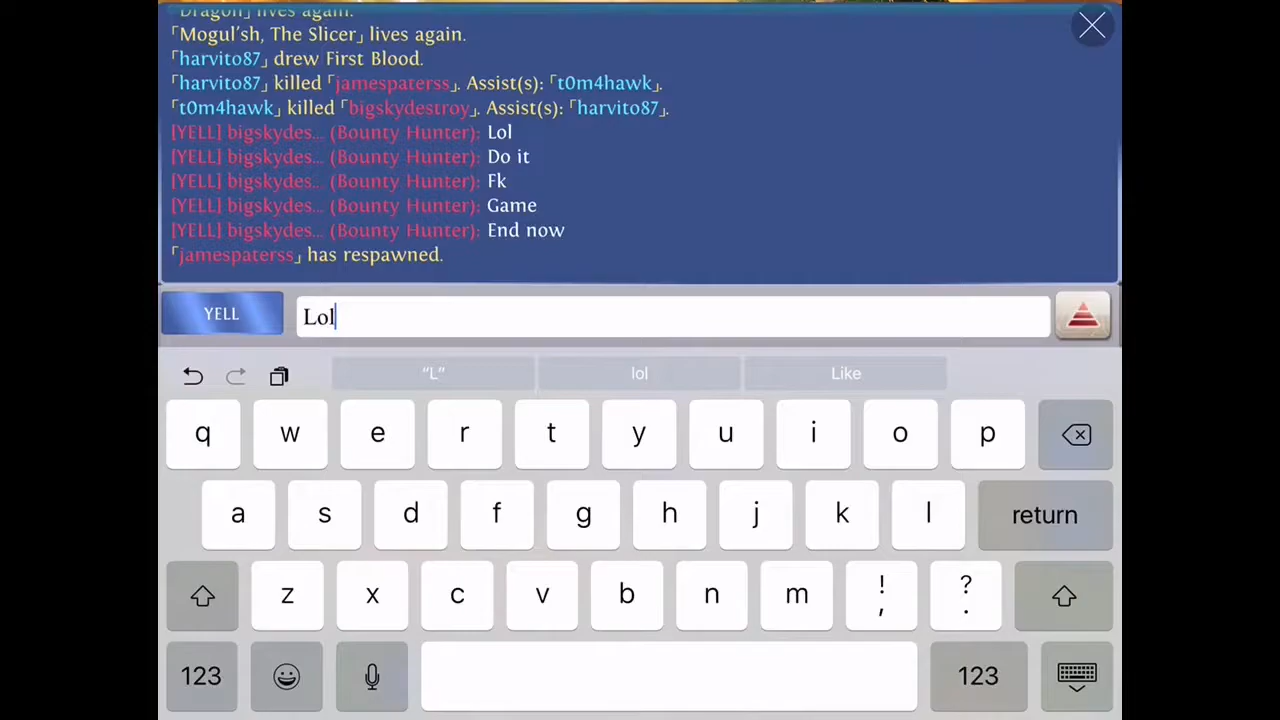 Dragon」 lives again.
「Mogul'sh, The Slicer」 lives again.
「harvito87」 drew First Blood.
「harvito87」 killed 「jamespaterss」. Assist(s): 「t0m4hawk」.
「t0m4hawk」 killed 「bigskydestroy」. Assist(s): 「harvito87」.
[YELL] bigskydes... (Bounty Hunter): Lol
[YELL] bigskydes... (Bounty Hunter): Do it
[YELL] bigskydes... (Bounty Hunter): Fk
[YELL] bigskydes... (Bounty Hunter): Game
[YELL] bigskydes... (Bounty Hunter): End now
「jamespaterss」 has respawned.
YELL Lol
“L” lol Like
q w e r t y u i o p
a s d f g h j k l return
z x c v b n m ! , ? .
123 123